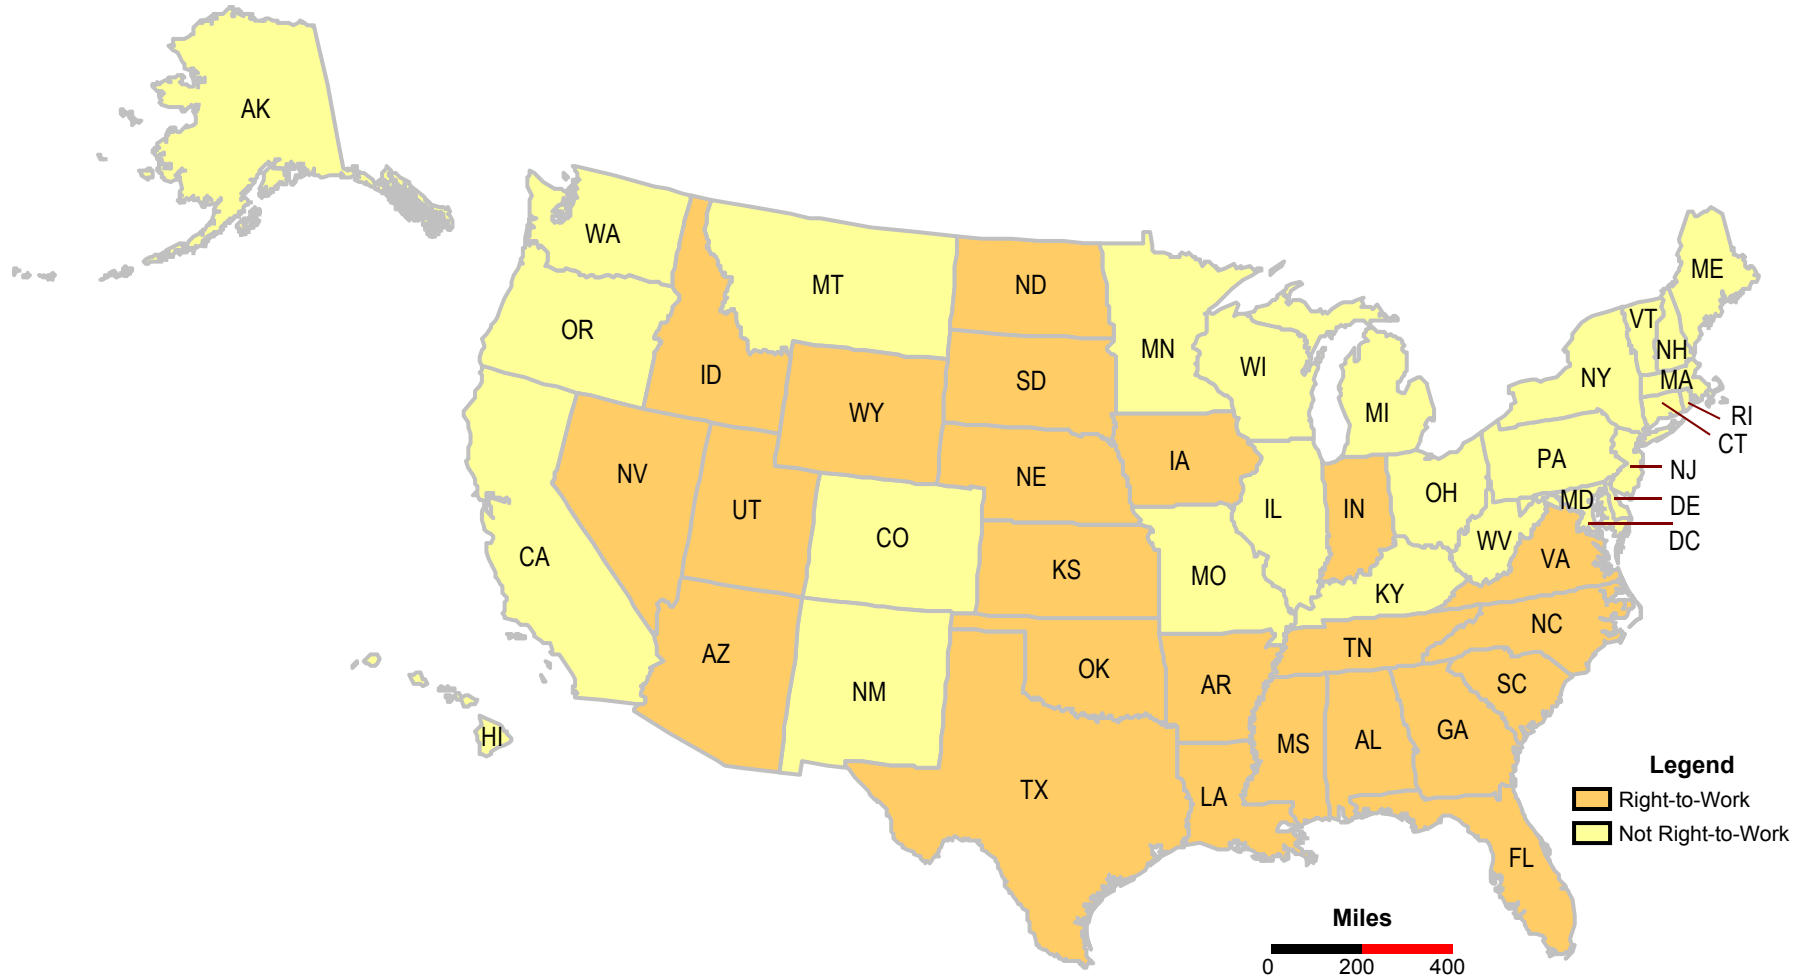 AK
WA
MT
ND
MN
ME
VT
NH
OR
ID
SD
WI
NY
MA
WY
MI
RI
CT
NV
NE
IA
PA
NJ
UT
IL
IN
OH
MD
DE
CO
WV
DC
CA
KS
MO
KY
VA
NC
AZ
OK
TN
NM
AR
SC
HI
MS
AL
GA
TX
LA
FL
Legend
Right-to-Work
Not Right-to-Work
Miles
0 200 400